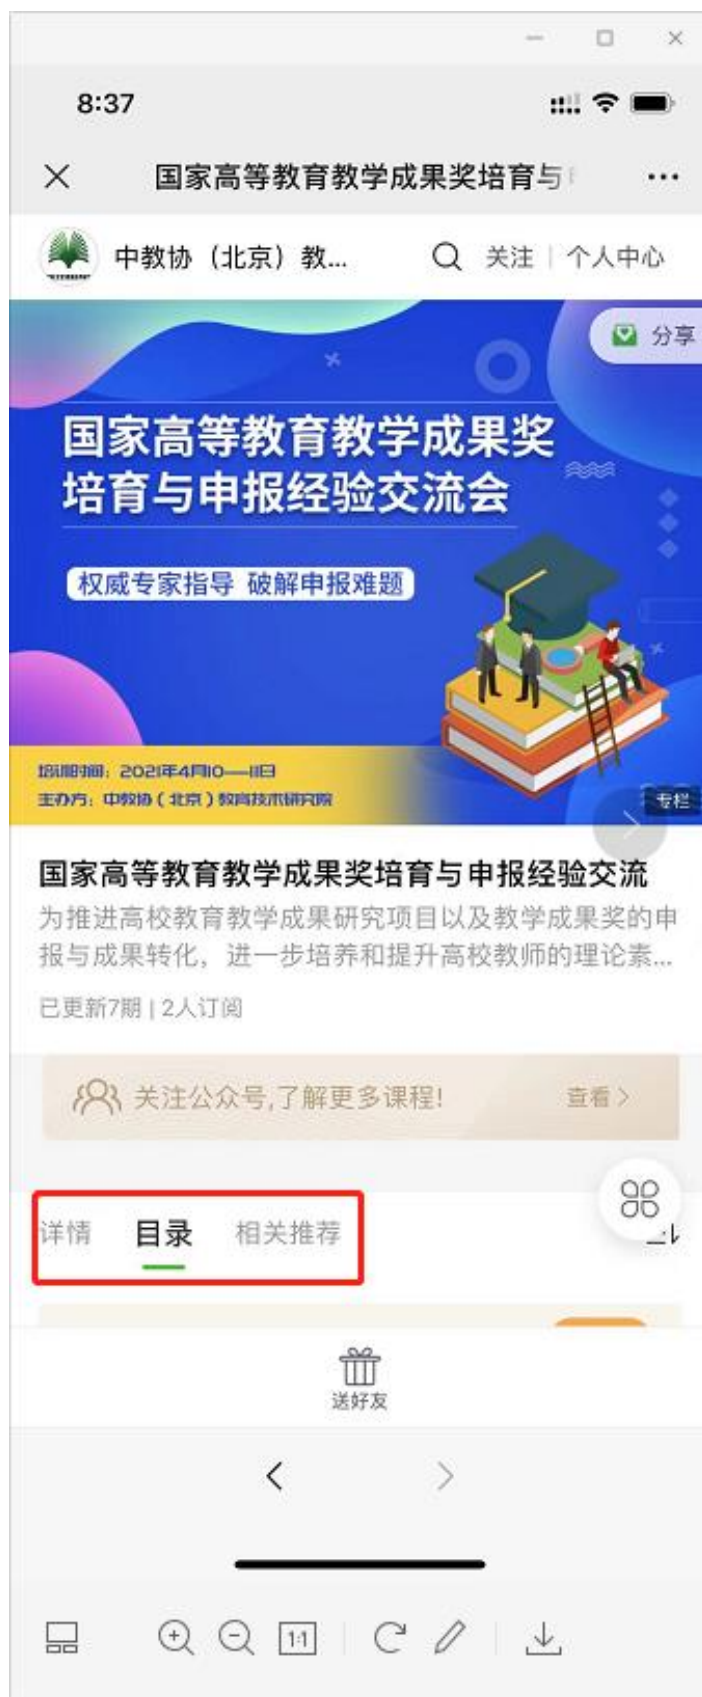 8:37
国家高等教育教学成果奖培育与
中教协（北京）教...
关注 | 个人中心
分享
国家高等教育教学成果奖
培育与申报经验交流会
权威专家指导 破解申报难题
培训时间：2021年4月10——11日
主办方：中教协（北京）教育技术研究院
专栏
国家高等教育教学成果奖培育与申报经验交流
为推进高校教育教学成果研究项目以及教学成果奖的申
报与成果转化，进一步培养和提升高校教师的理论素...
已更新7期 | 2人订阅
关注公众号,了解更多课程!
查看
详情 目录 相关推荐
送好友
1:1